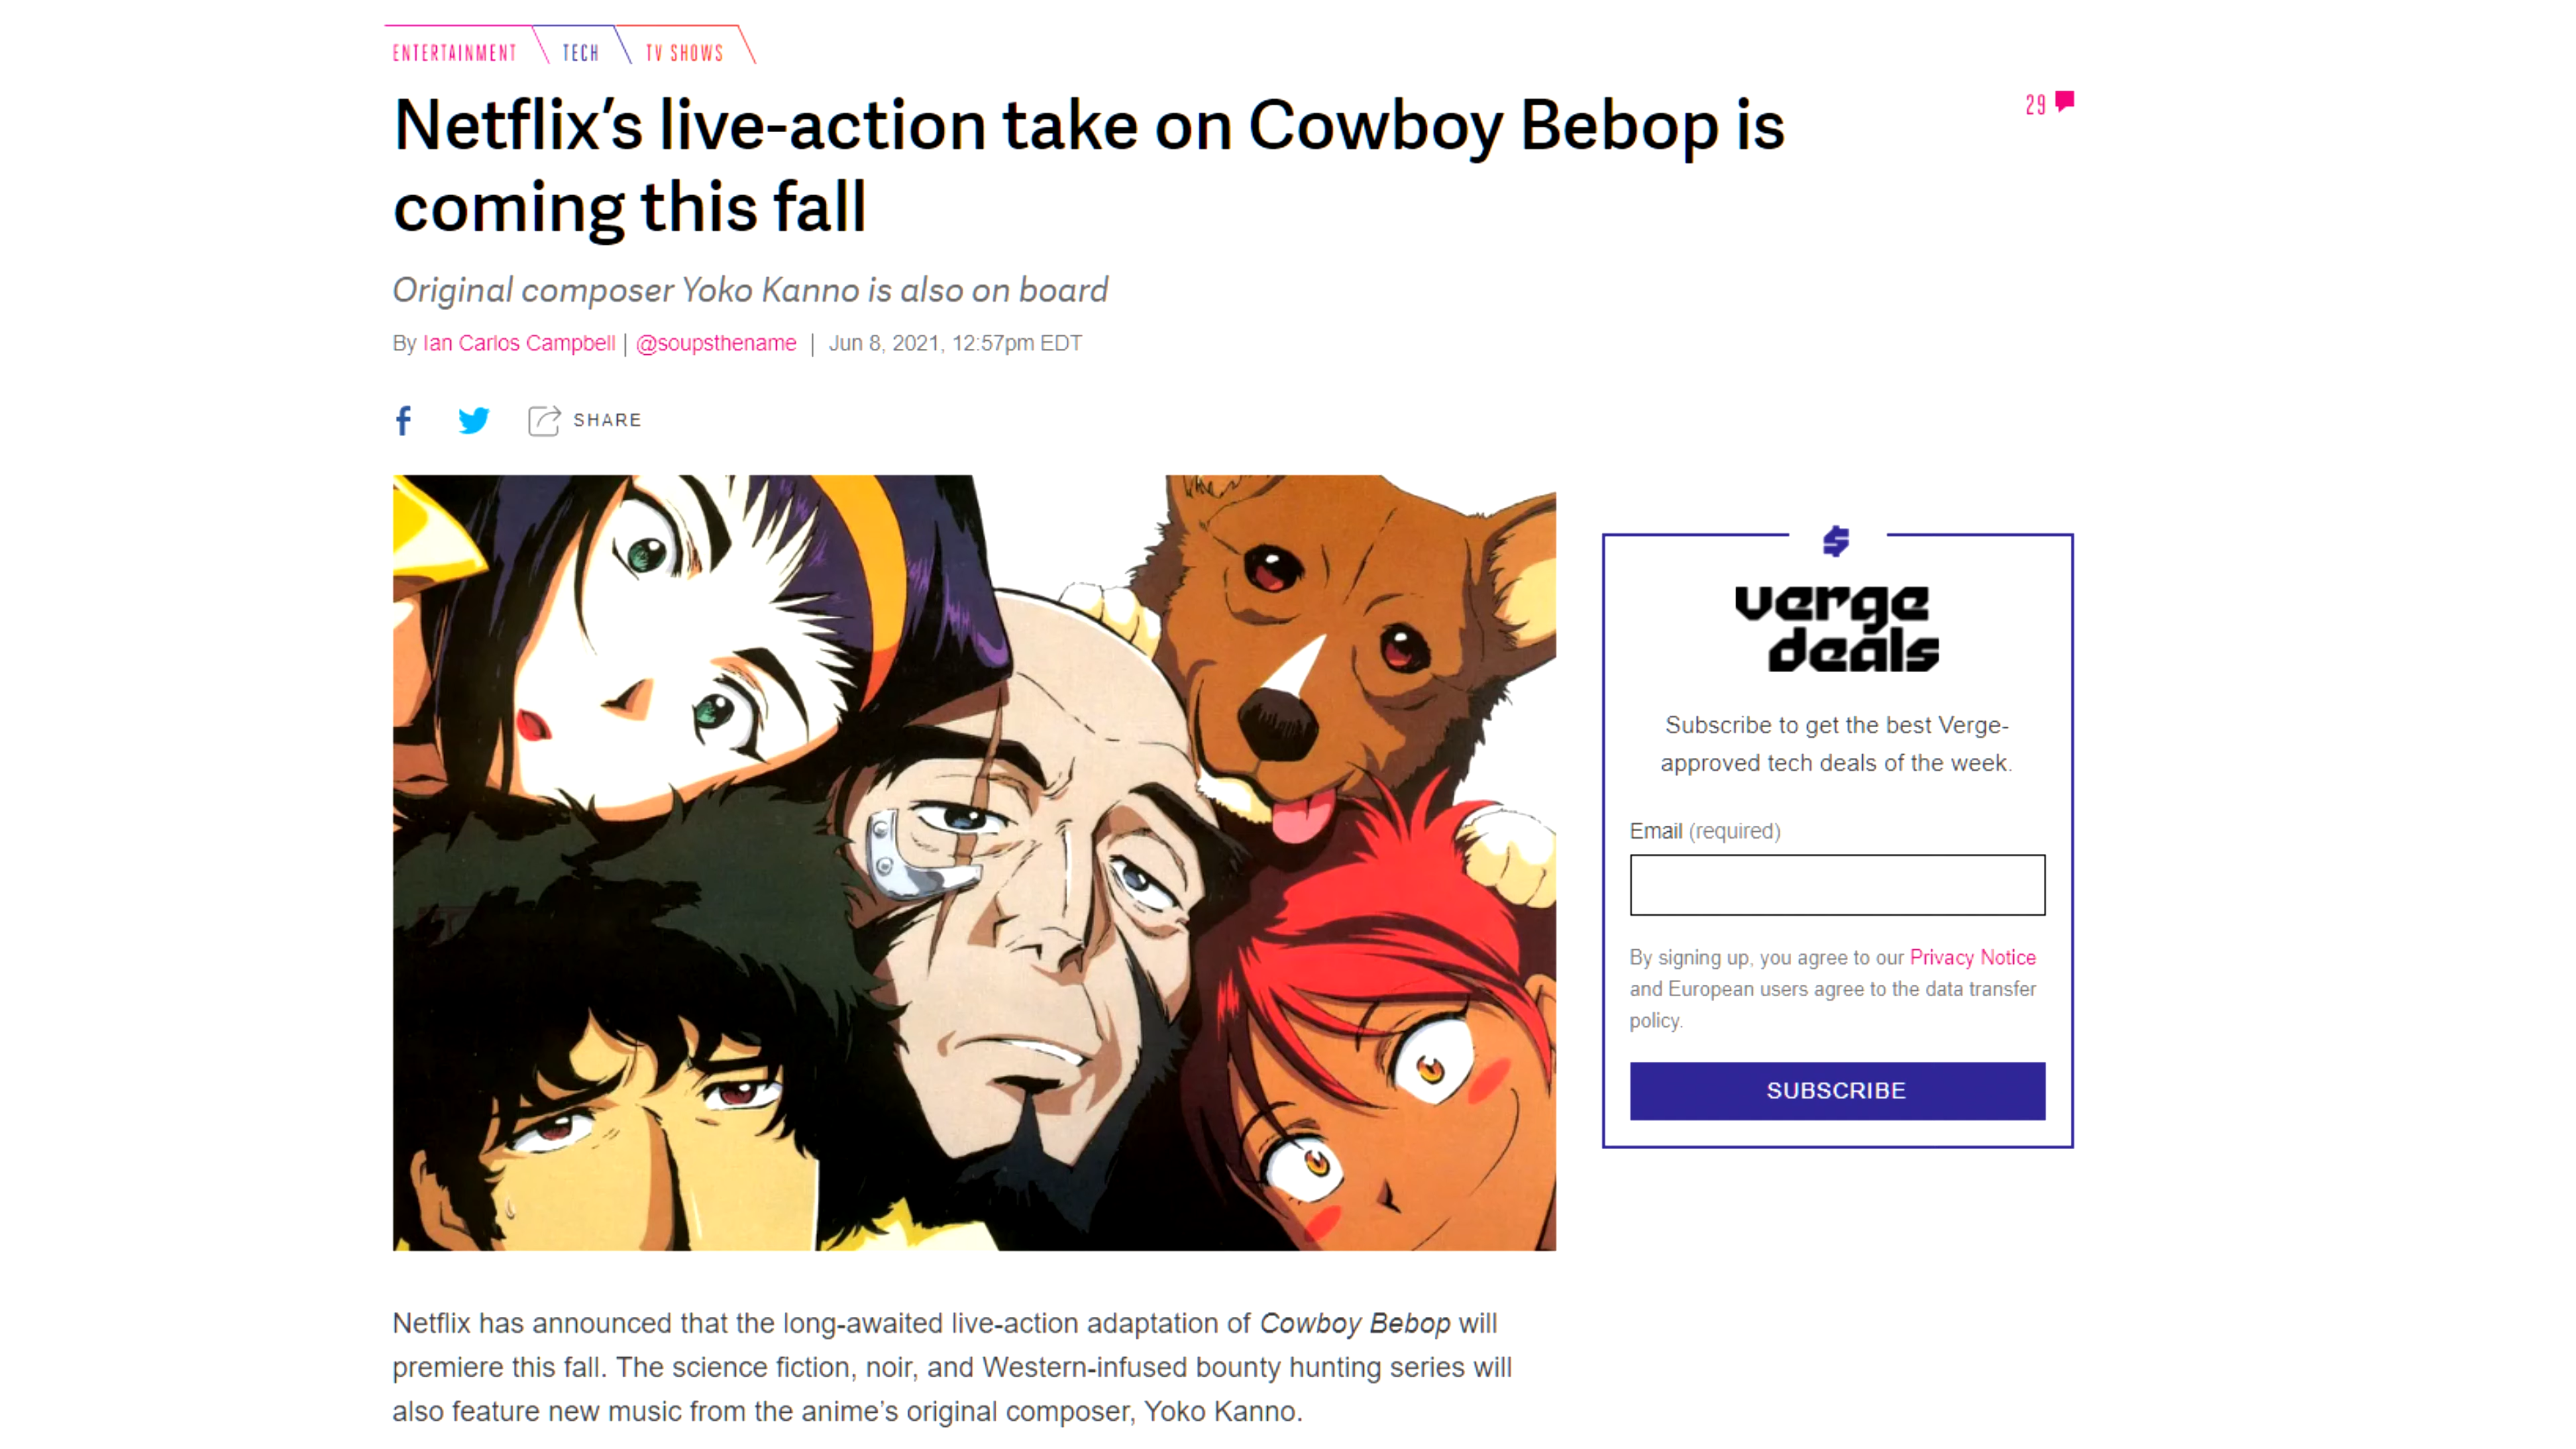 ENTERTAINMENT TECH TV SHOWS
Netflix’s live-action take on Cowboy Bebop is
coming this fall
29
Original composer Yoko Kanno is also on board
By Ian Carlos Campbell | @soupsthename | Jun 8, 2021, 12:57pm EDT
SHARE
verge
deals
Subscribe to get the best Verge-
approved tech deals of the week.
Email (required)
By signing up, you agree to our Privacy Notice
and European users agree to the data transfer
policy.
SUBSCRIBE
Netflix has announced that the long-awaited live-action adaptation of Cowboy Bebop will
premiere this fall. The science fiction, noir, and Western-infused bounty hunting series will
also feature new music from the anime’s original composer, Yoko Kanno.